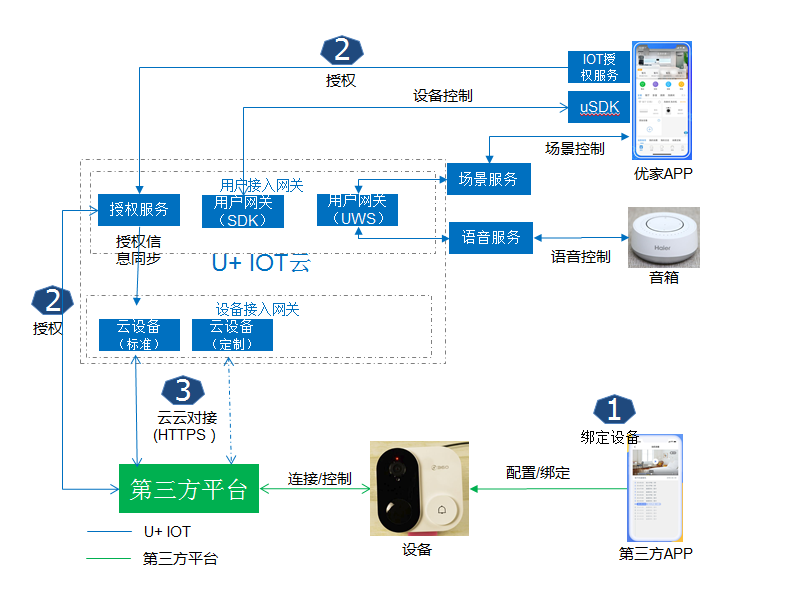 2
授权
IOT授
权服务
设备控制
uSDK
场景控制
优家APP
用户接入网关
授权服务
用户网关
（SDK）
用户网关
（UWS）
场景服务
语音服务
语音控制
Haier
音箱
授权信
息同步
U+ IOT云
2
授权
设备接入网关
云设备
（标准）
云设备
（定制）
3
云云对接
(HTTPS )
1
绑定设备
第三方平台
连接/控制
配置/绑定
设备
第三方APP
U+ IOT
第三方平台